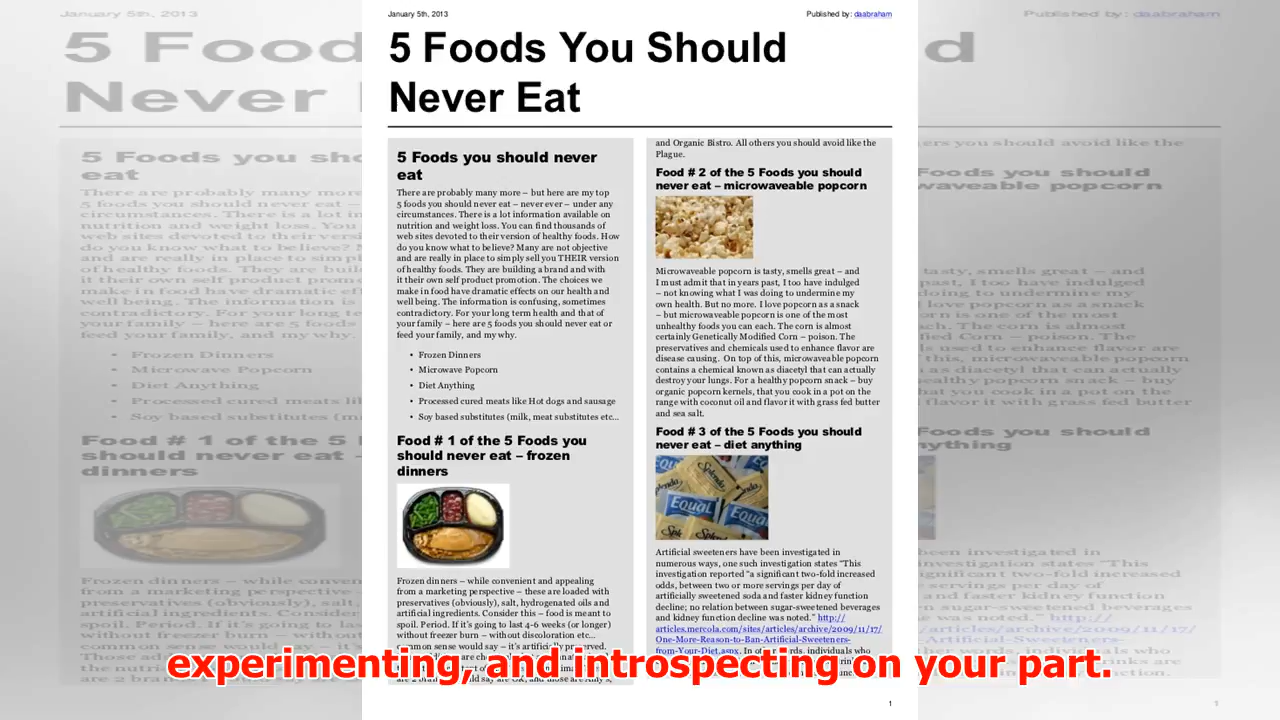 January 5th, 2013
Published by: daabraham
5 Foods You Should
Never Eat
5 Foods you should never
eat
There are probably many more – but here are my top
5 foods you should never eat – never ever – under any
circumstances. There is a lot information available on
nutrition and weight loss. You can find thousands of
web sites devoted to their version of healthy foods. How
do you know what to believe? Many are not objective
and are really in place to simply sell you THEIR version
of healthy foods. They are building a brand and with
it their own self product promotion. The choices we
make in food have dramatic effects on our health and
well being. The information is confusing, sometimes
contradictory. For your long term health and that of
your family – here are 5 foods you should never eat or
feed your family, and my why.
• Frozen Dinners
• Microwave Popcorn
• Diet Anything
• Processed cured meats like Hot dogs and sausage
• Soy based substitutes (milk, meat substitutes etc…
Food # 1 of the 5 Foods you
should never eat – frozen
dinners
Frozen dinners – while convenient and appealing
from a marketing perspective – these are loaded with
preservatives (obviously), salt, hydrogenated oils and
artificial ingredients. Consider this – food is meant to
spoil. Period. If it's going to last 4-6 weeks (or longer)
without freezer burn – without discoloration etc…
common sense would say – it's artificially preserved.
and Organic Bistro. All others you should avoid like the
Plague.
Food # 2 of the 5 Foods you should
never eat – microwaveable popcorn
Microwaveable popcorn is tasty, smells great – and
I must admit that in years past, I too have indulged
– not knowing what I was doing to undermine my
own health. But no more. I love popcorn as a snack
– but microwaveable popcorn is one of the most
unhealthy foods you can each. The corn is almost
certainly Genetically Modified Corn – poison. The
preservatives and chemicals used to enhance flavor are
disease causing. On top of this, microwaveable popcorn
contains a chemical known as diacetyl that can actually
destroy your lungs. For a healthy popcorn snack – buy
organic popcorn kernels, that you cook in a pot on the
range with coconut oil and flavor it with grass fed butter
and sea salt.
Food # 3 of the 5 Foods you should
never eat – diet anything
Equal
Splenda
Artificial sweeteners have been investigated in
numerous ways, one such investigation states "This
investigation reported "a significant two-fold increased
odds, between two or more servings per day of
artificially sweetened soda and faster kidney function
decline; no relation between sugar-sweetened beverages
and kidney function decline was noted." http://
articles.mercola.com/sites/articles/archive/2009/11/17/
One-More-Reason-to-Ban-Artificial-Sweeteners-
from-Your-Diet.aspx. In
experimenting, and introspecting on your part.
1